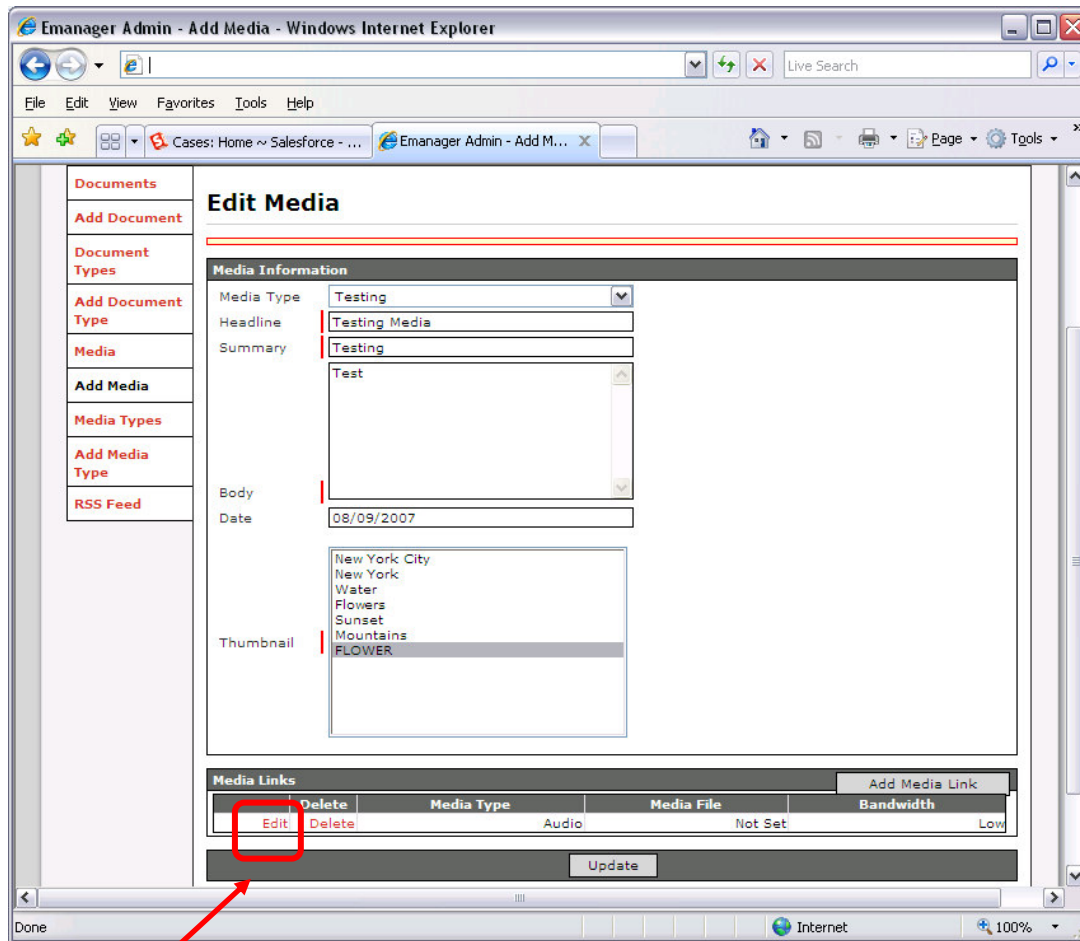 Emanager Admin - Add Media - Windows Internet Explorer
Live Search
File Edit View Favorites Tools Help
Cases: Home ~ Salesforce - ... Emanager Admin - Add M... X Page Tools »
Documents
Add Document
Document
Types
Add Document
Type
Media
Add Media
Media Types
Add Media
Type
RSS Feed
Edit Media
Media Information
Media Type Testing
Headline Testing Media
Summary Testing
Test
Body
Date 08/09/2007
New York City
New York
Water
Flowers
Sunset
Mountains
Thumbnail
FLOWER
Media Links Add Media Link
Delete Media Type Media File Bandwidth
Edit Delete Audio Not Set Low
Update
Done Internet 100%